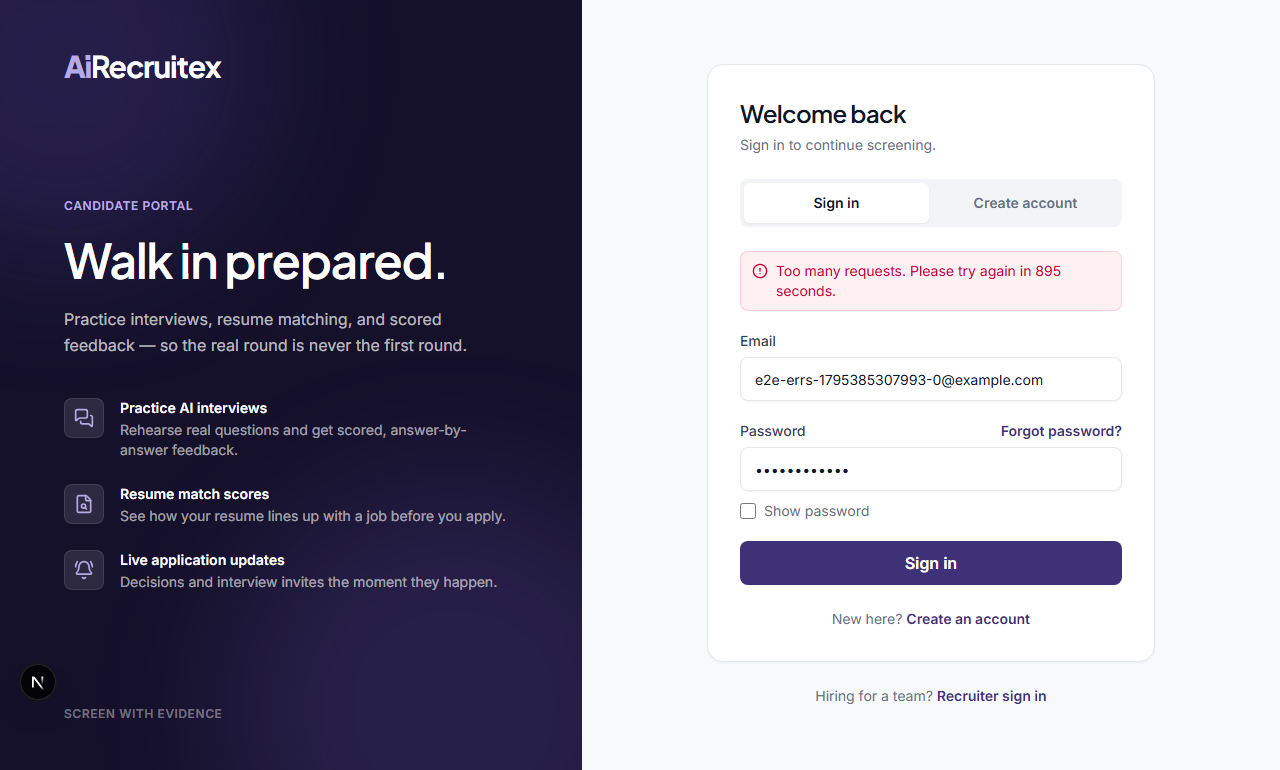 AiRecruitex
CANDIDATE PORTAL
Walk in prepared.
Practice interviews, resume matching, and scored
feedback — so the real round is never the first round.
Practice AI interviews
Rehearse real questions and get scored, answer-by-
answer feedback.
Resume match scores
See how your resume lines up with a job before you apply.
Live application updates
Decisions and interview invites the moment they happen.
N
SCREEN WITH EVIDENCE
Welcome back
Sign in to continue screening.
Sign in
Create account
Too many requests. Please try again in 895
seconds.
Email
e2e-errs-1795385307993-0@example.com
Password
Forgot password?
Show password
Sign in
New here? Create an account
Hiring for a team? Recruiter sign in